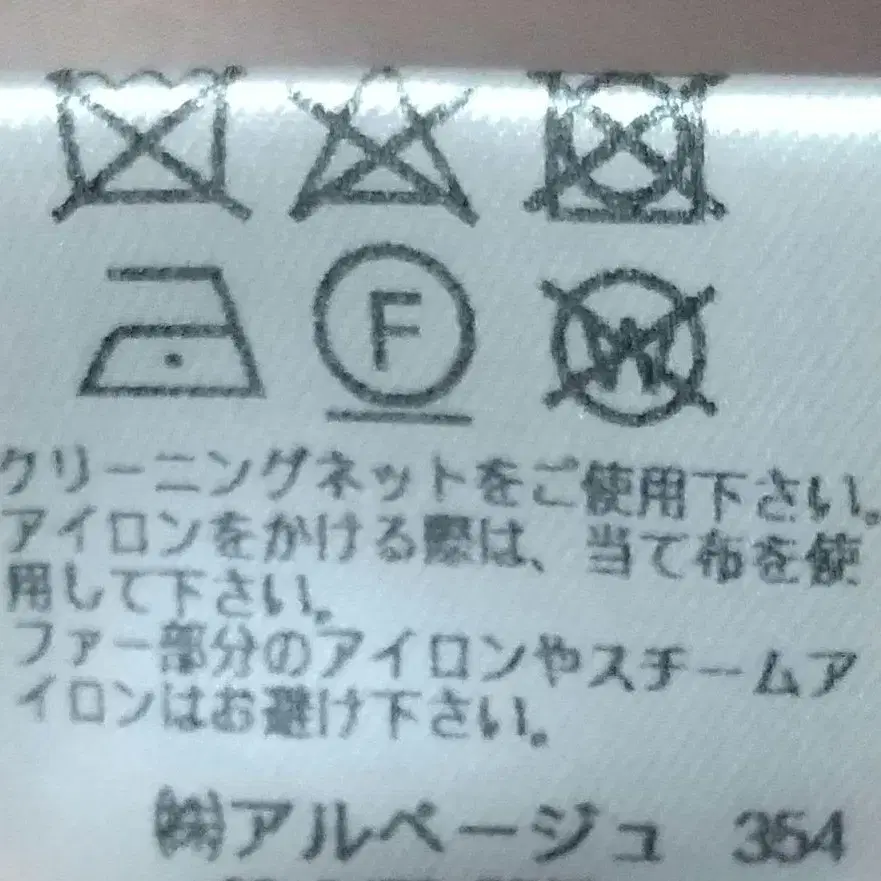 F
W
クリーニングネットをご使用下さい。
アイロンをかける際は、当て布を使
用して下さい。
ファー部分のアイロンやスチームア
イロンはお避け下さい。
㈱アルページュ 354